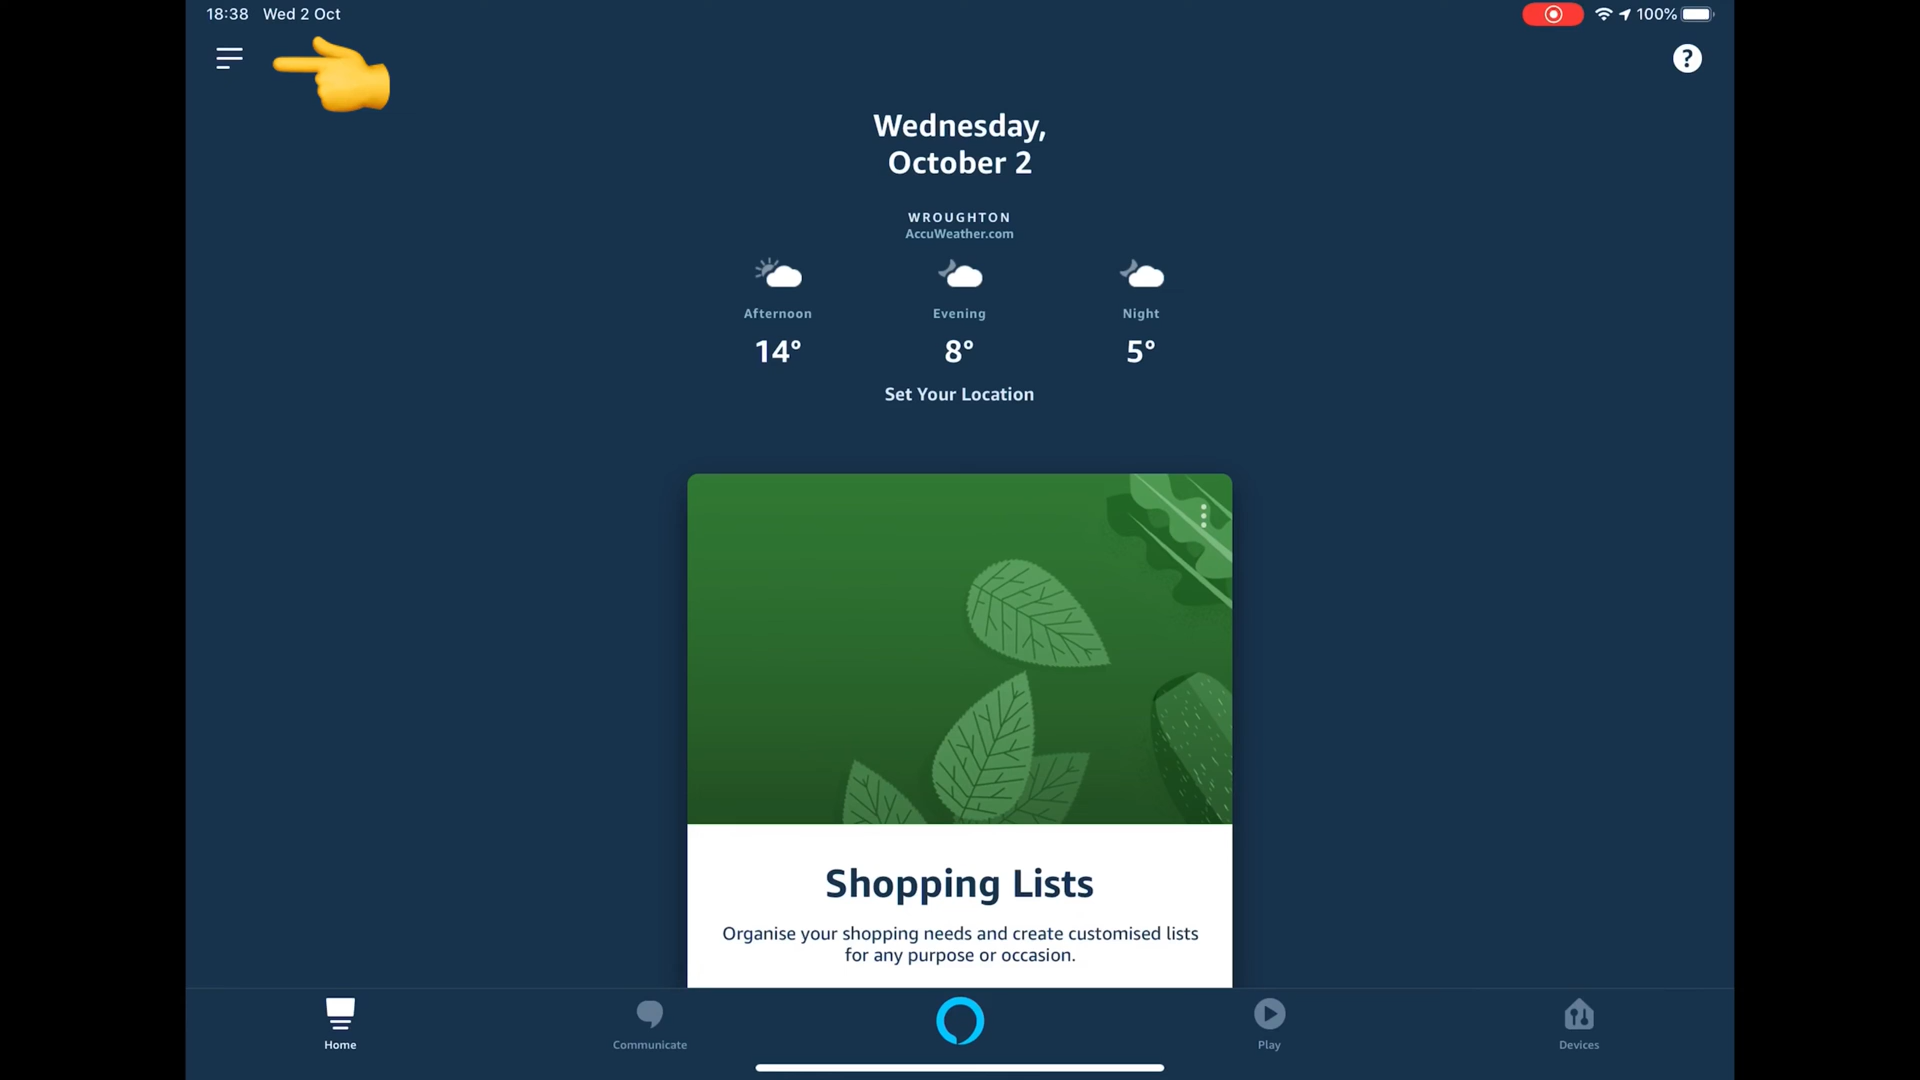 18:38 Wed 2 Oct
100%
?
Wednesday,
October 2
WROUGHTON
AccuWeather.com
Afternoon Evening Night
14° 8° 5°
Set Your Location
Shopping Lists
Organise your shopping needs and create customised lists
for any purpose or occasion.
Home Communicate Play Devices